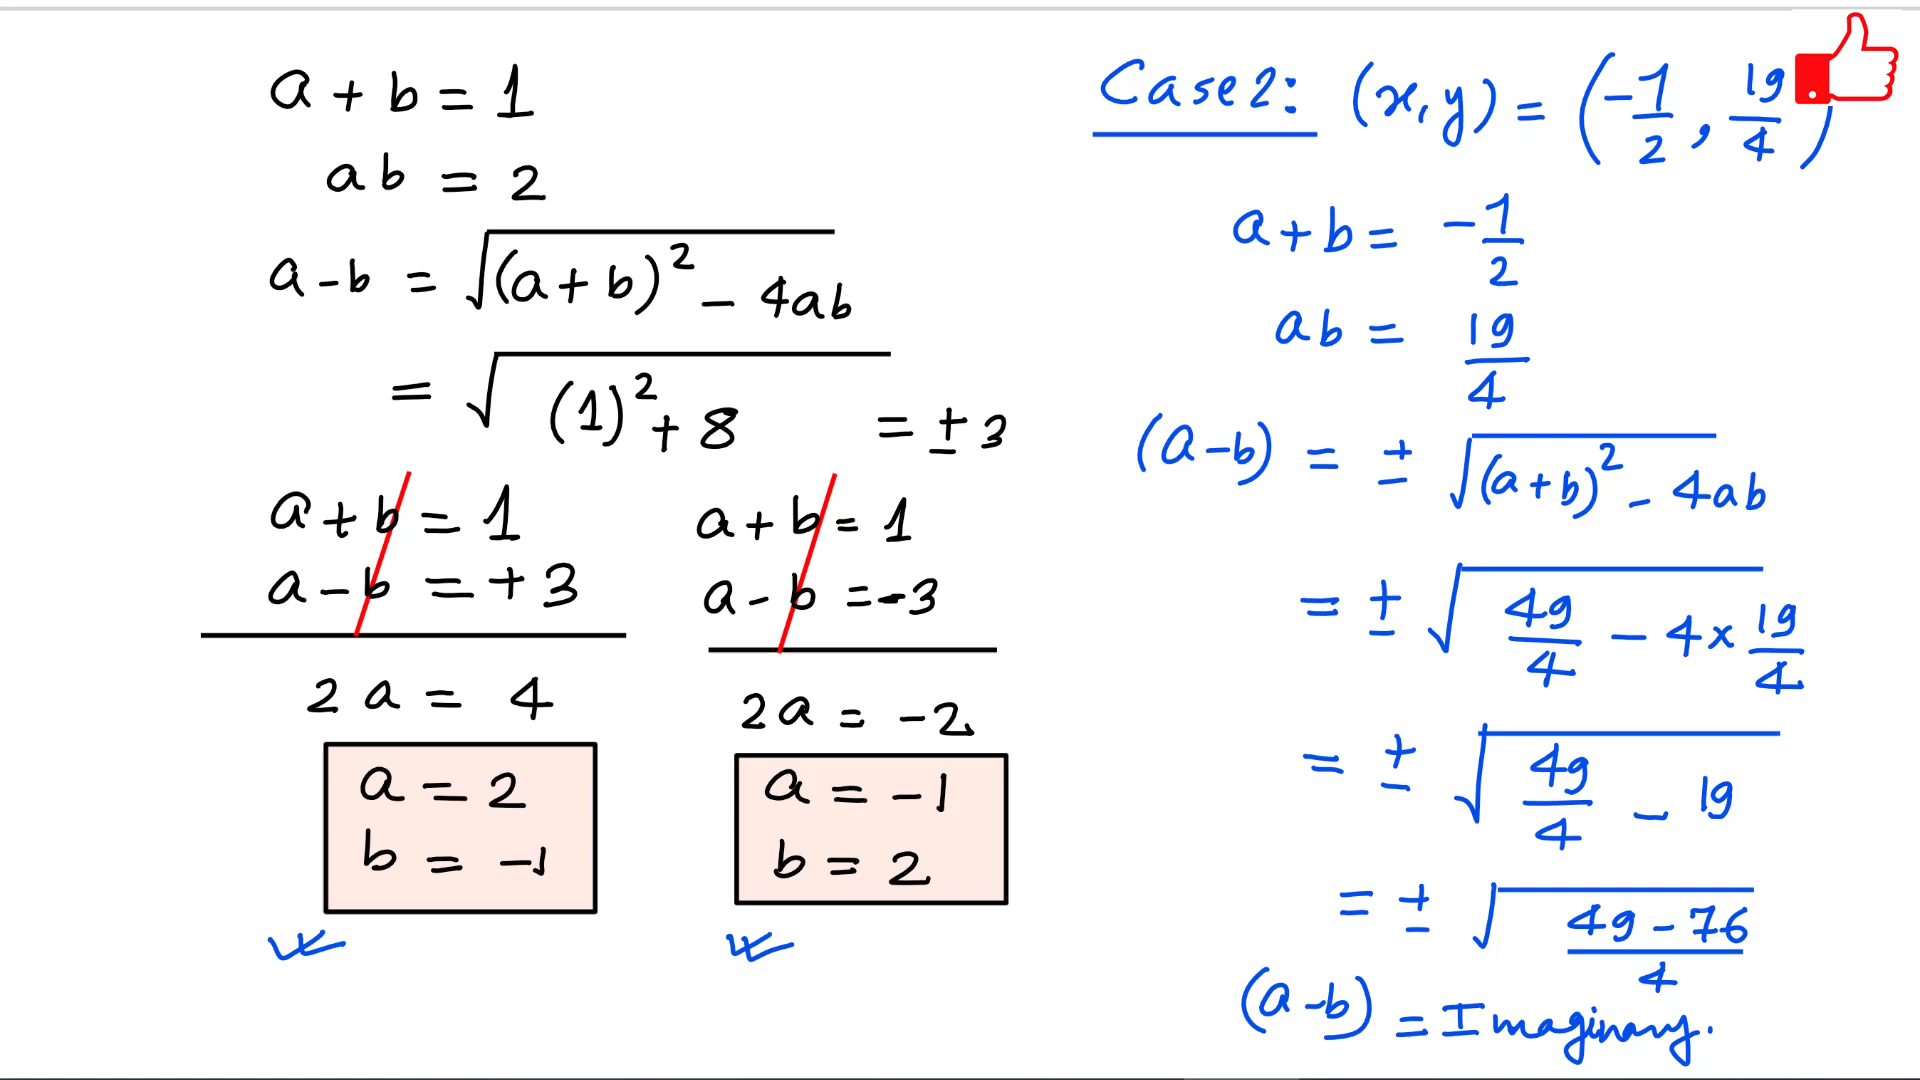 a + b = 1
ab = 2
a - b = √((a + b)² - 4ab)
= √((1)² + 8) = ± 3
a + b = 1
a - b = + 3
2a = 4
a = 2
b = -1
a + b = 1
a - b = -3
2a = -2
a = -1
b = 2
Case 2: (x, y) = (-1/2, 19/4)
a + b = -1/2
ab = 19/4
(a - b) = ± √((a + b)² - 4ab)
= ± √(49/4 - 4 × 19/4)
= ± √(49/4 - 19)
= ± √((49 - 76)/4)
(a - b) = Imaginary.